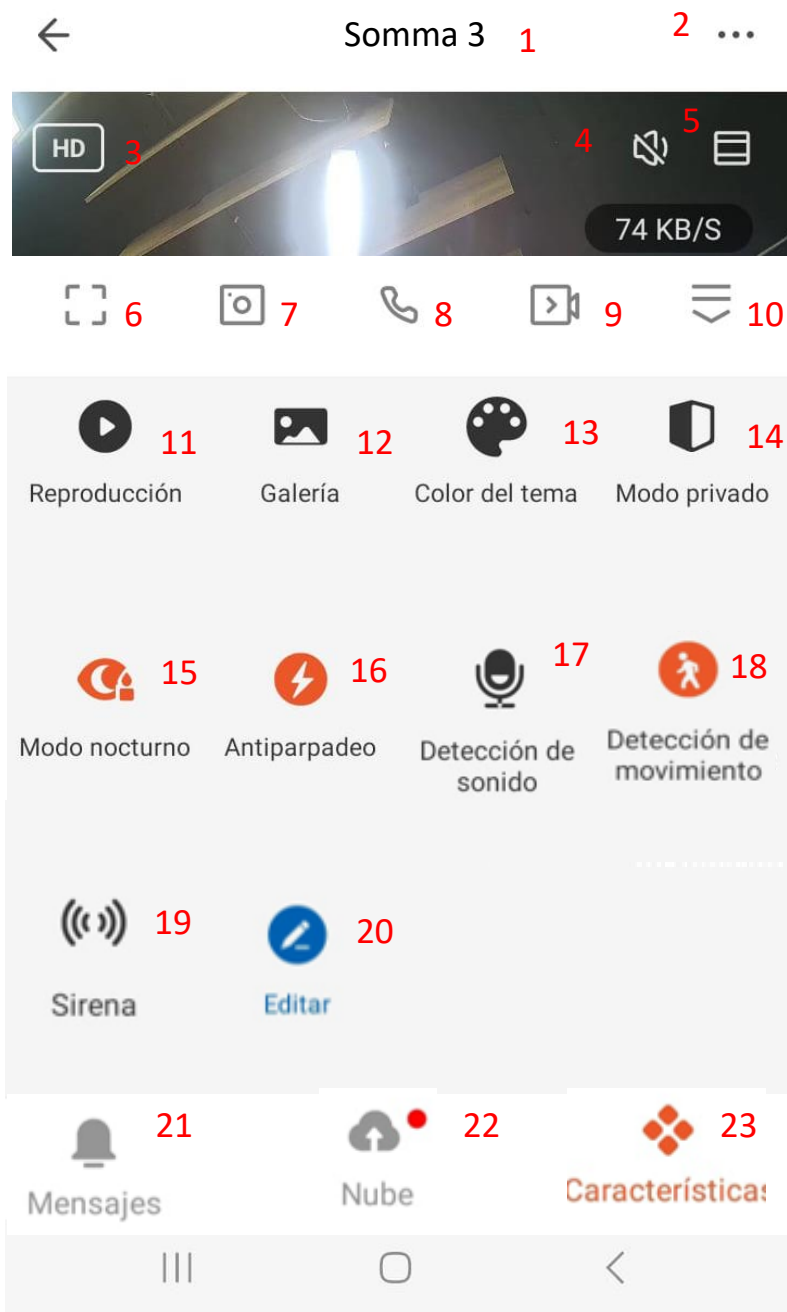 Somma 3 1 2
HD 3 4 5
74 KB/S
6 7 8 9 10
11 12 13 14
Reproducción Galería Color del tema Modo privado
15 16 17 18
Modo nocturno Antiparpadeo Detección de sonido Detección de movimiento
19 20
Sirena Editar
21 22 23
Mensajes Nube Características